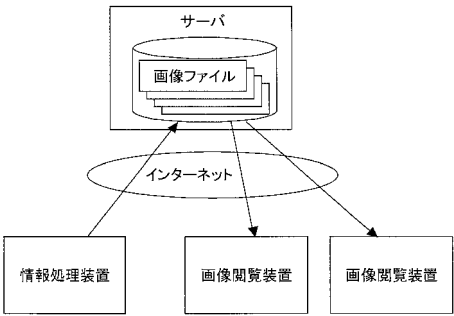 サーバ
画像ファイル
インターネット
情報処理装置
画像閲覧装置
画像閲覧装置